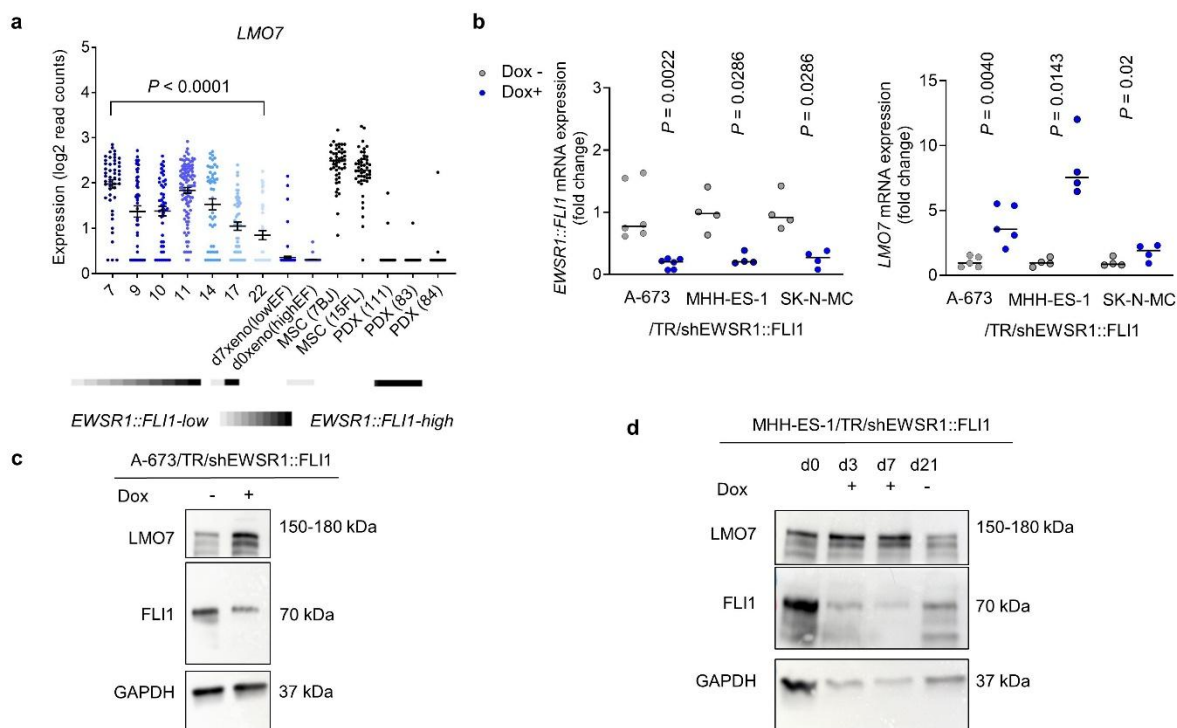 a
LMO7
Expression (log2 read counts)
5
4
3
2
1
0
P < 0.0001
7
9
10
11
14
17
22
d7xeno(lowEF)
d0xeno(highEF)
MSC (7BJ)
MSC (15FL)
PDX (111)
PDX (83)
PDX (84)
EWSR1::FLI1-low
EWSR1::FLI1-high
b
Dox -
Dox+
EWSR1::FLI1 mRNA expression
(fold change)
3
2
1
0
P = 0.0022
P = 0.0286
P = 0.0286
A-673
MHH-ES-1
SK-N-MC
/TR/shEWSR1::FLI1
LMO7 mRNA expression
(fold change)
15
10
5
0
P = 0.0040
P = 0.0143
P = 0.02
A-673
MHH-ES-1
SK-N-MC
/TR/shEWSR1::FLI1
c
A-673/TR/shEWSR1::FLI1
Dox - +
LMO7 150-180 kDa
FLI1 70 kDa
GAPDH 37 kDa
d
MHH-ES-1/TR/shEWSR1::FLI1
d0 d3 d7 d21
Dox + + -
LMO7 150-180 kDa
FLI1 70 kDa
GAPDH 37 kDa